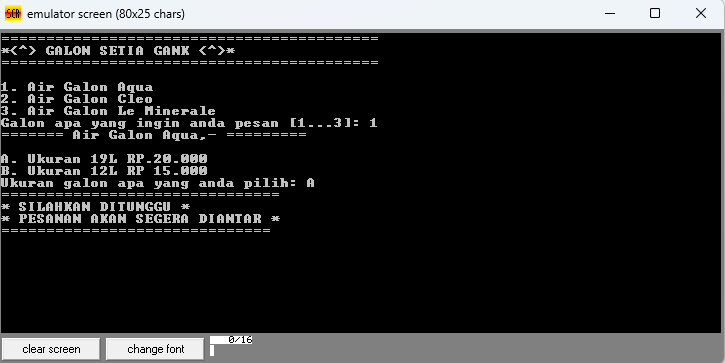 emulator screen (80x25 chars)
==========================================
*<^> GALON SETIA GANK <^>*
==========================================
1. Air Galon Aqua
2. Air Galon Cleo
3. Air Galon Le Minerale
Galon apa yang ingin anda pesan [1...3]: 1
======= Air Galon Aqua,- =========
A. Ukuran 19L RP.20.000
B. Ukuran 12L RP 15.000
Ukuran galon apa yang anda pilih: A
===============================
* SILAHKAN DITUNGGU *
* PESANAN AKAN SEGERA DIANTAR *
==============================
clear screen change font 0/16